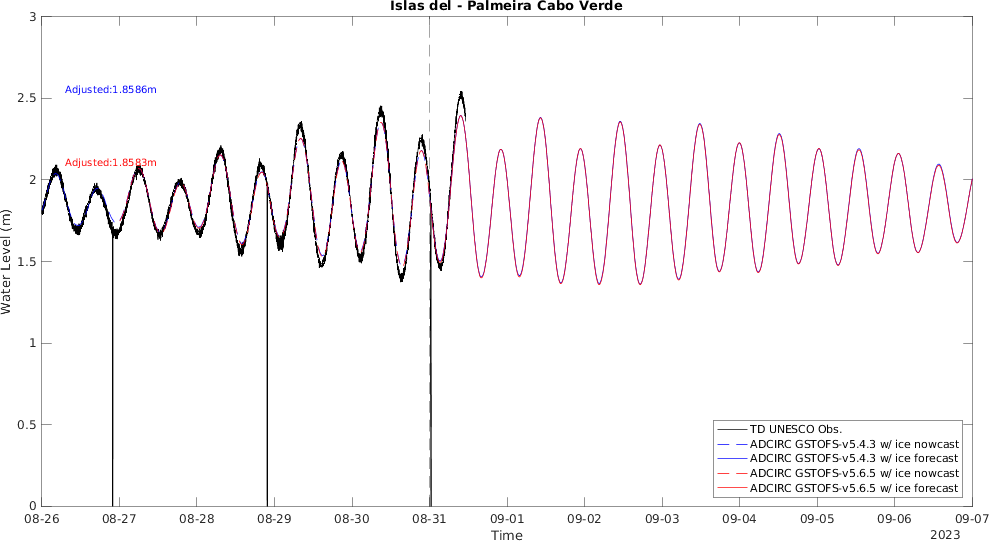 Islas del - Palmeira Cabo Verde
3
2.5
2
1.5
1
0.5
0
Water Level (m)
Adjusted:1.8586m
Adjusted:1.8583m
TD UNESCO Obs.
ADCIRC GSTOFS-v5.4.3 w/ ice nowcast
ADCIRC GSTOFS-v5.4.3 w/ ice forecast
ADCIRC GSTOFS-v5.6.5 w/ ice nowcast
ADCIRC GSTOFS-v5.6.5 w/ ice forecast
08-26 08-27 08-28 08-29 08-30 08-31 09-01 09-02 09-03 09-04 09-05 09-06 09-07
Time
2023